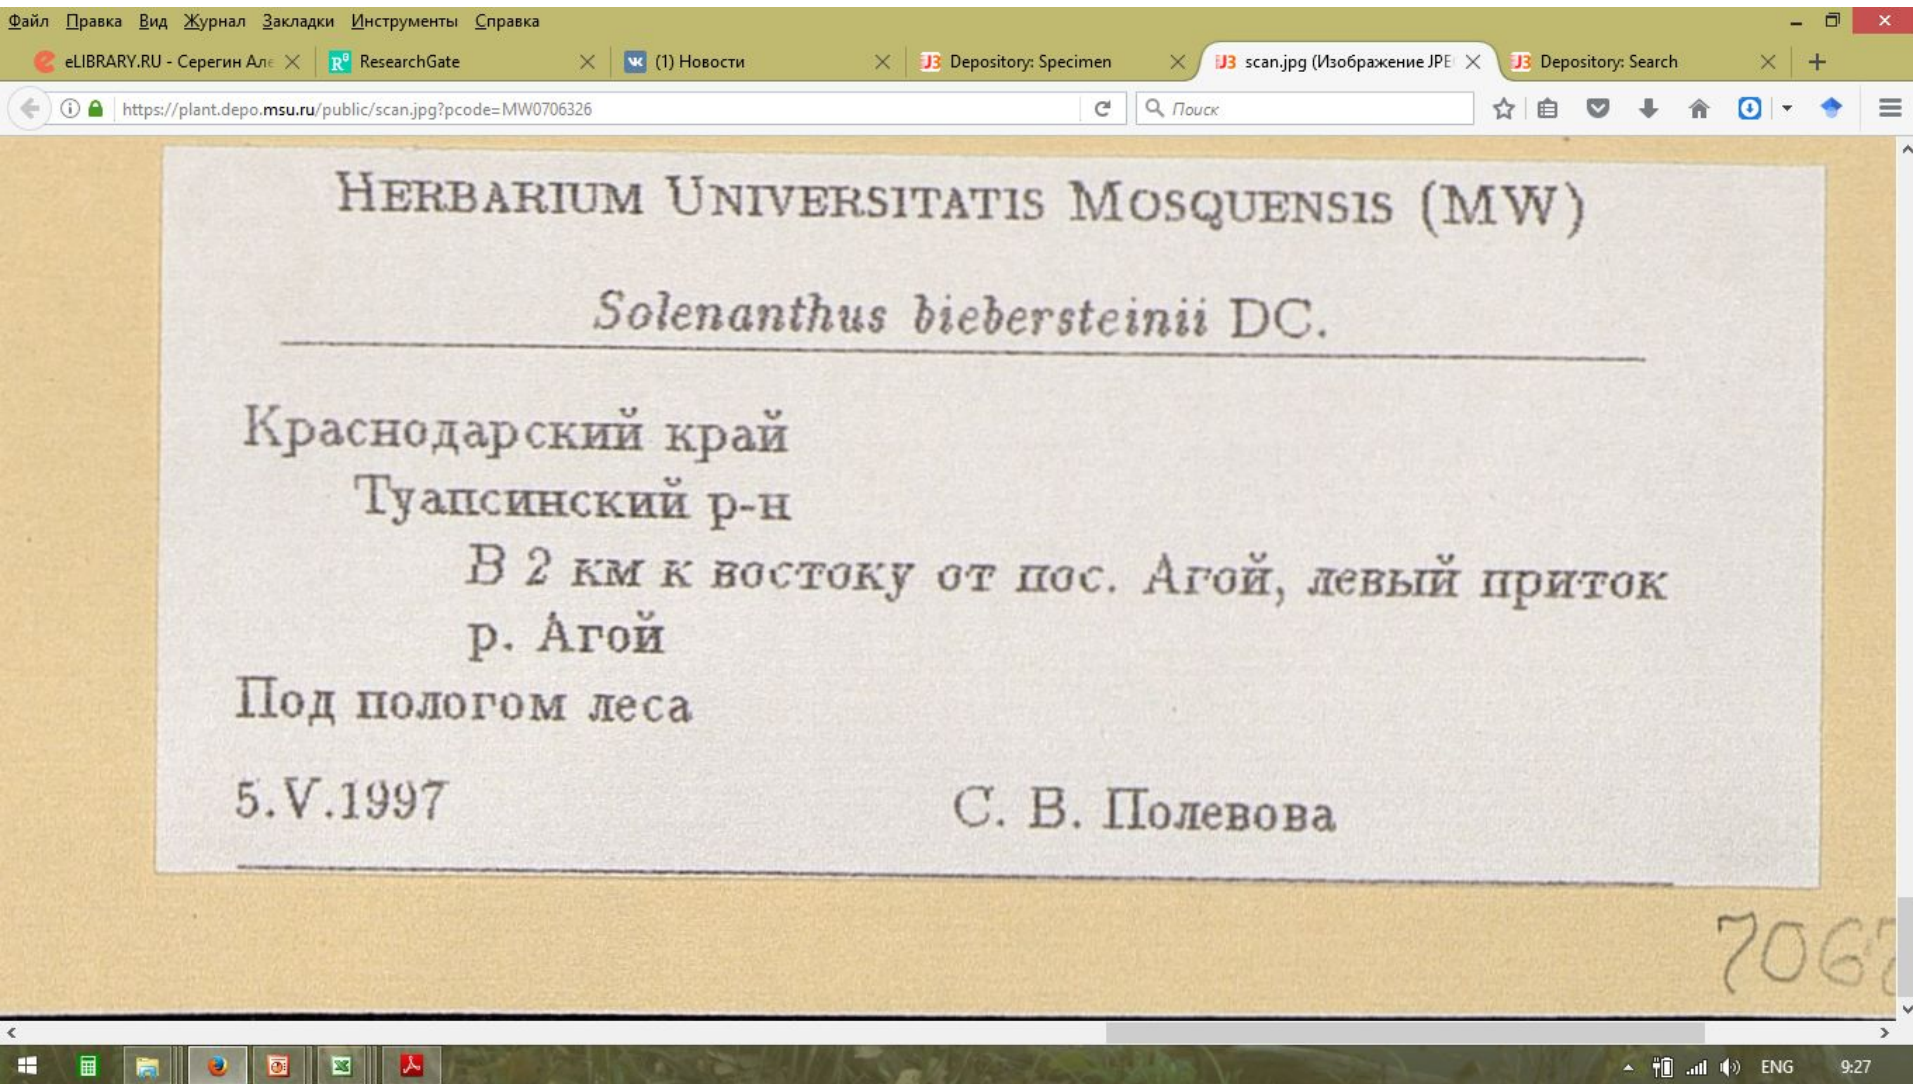 Файл Правка Вид Журнал Закладки Инструменты Справка
eLIBRARY.RU - Серегин Але
ResearchGate
(1) Новости
Depository: Specimen
scan.jpg (Изображение JPE
Depository: Search
https://plant.depo.msu.ru/public/scan.jpg?pcode=MW0706326
Поиск
HERBARIUM UNIVERSITATIS MOSQUENSIS (MW)
Solenanthus biebersteinii DC.
Краснодарский край
Туапсинский р-н
В 2 км к востоку от пос. Агой, левый приток
р. Агой
Под пологом леса
5.V.1997
С. В. Полевова
ENG
9:27